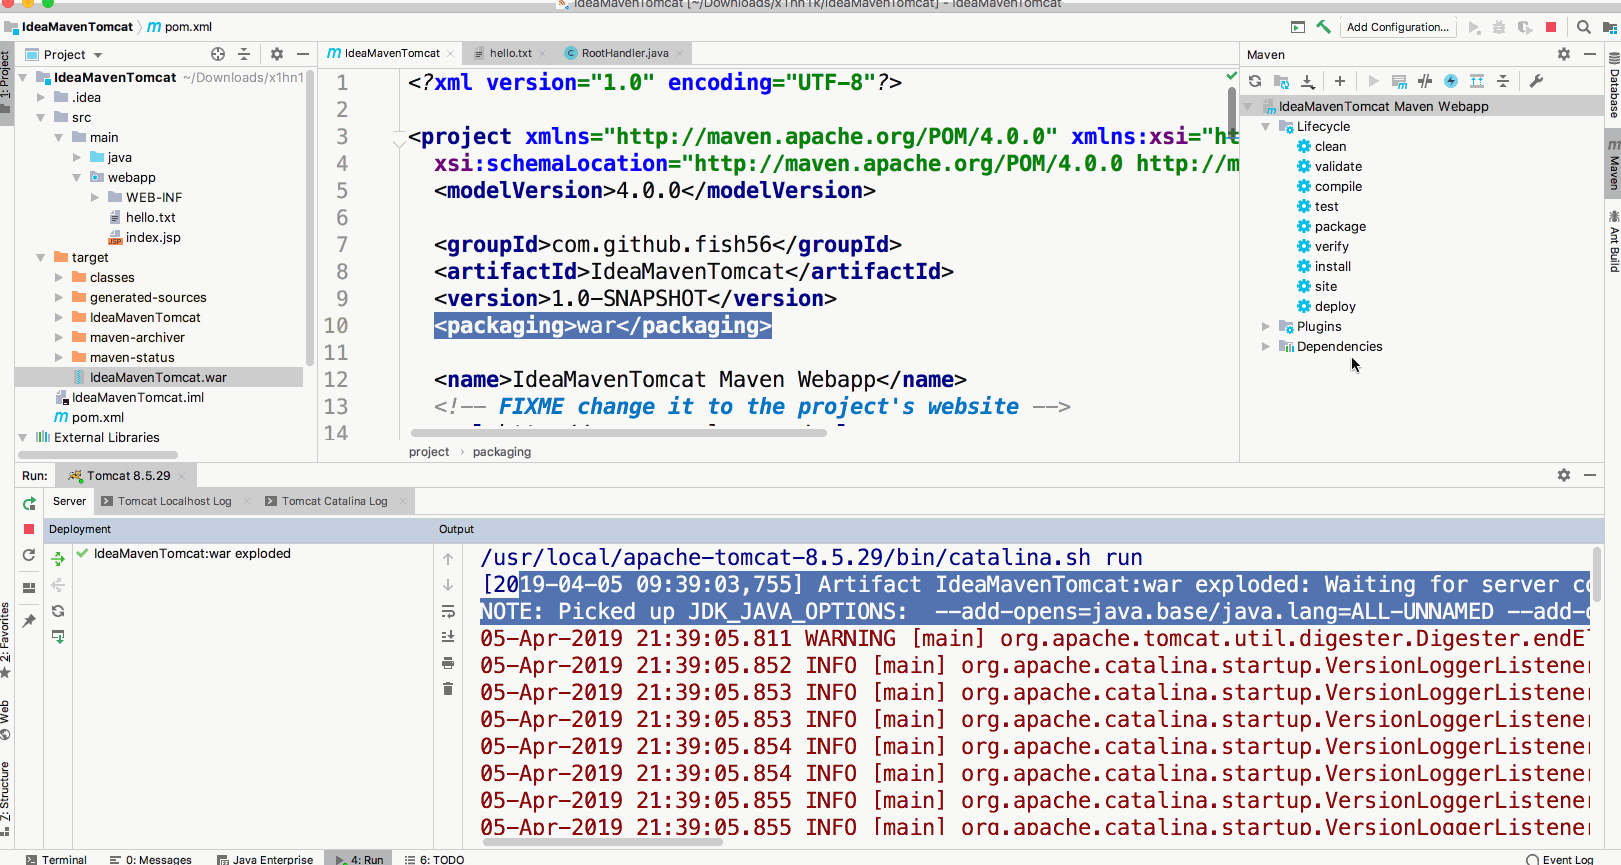 IdeaMavenTomcat [~/Downloads/x1hn1k/IdeaMavenTomcat] - IdeaMavenTomcat
IdeaMavenTomcat pom.xml
Add Configuration...
1: Project
Project
IdeaMavenTomcat ~/Downloads/x1hn1
.idea
src
main
java
webapp
WEB-INF
hello.txt
index.jsp
target
classes
generated-sources
IdeaMavenTomcat
maven-archiver
maven-status
IdeaMavenTomcat.war
IdeaMavenTomcat.iml
pom.xml
External Libraries
IdeaMavenTomcat hello.txt RootHandler.java
1 <?xml version="1.0" encoding="UTF-8"?>
2
3 <project xmlns="http://maven.apache.org/POM/4.0.0" xmlns:xsi="ht
4 xsi:schemaLocation="http://maven.apache.org/POM/4.0.0 http://m
5 <modelVersion>4.0.0</modelVersion>
6
7 <groupId>com.github.fish56</groupId>
8 <artifactId>IdeaMavenTomcat</artifactId>
9 <version>1.0-SNAPSHOT</version>
10 <packaging>war</packaging>
11
12 <name>IdeaMavenTomcat Maven Webapp</name>
13 <!-- FIXME change it to the project's website -->
14
project › packaging
Maven
IdeaMavenTomcat Maven Webapp
Lifecycle
clean
validate
compile
test
package
verify
install
site
deploy
Plugins
Dependencies
Database
Maven
Ant Build
Run: Tomcat 8.5.29
Server Tomcat Localhost Log Tomcat Catalina Log
Deployment Output
IdeaMavenTomcat:war exploded
/usr/local/apache-tomcat-8.5.29/bin/catalina.sh run
[2019-04-05 09:39:03,755] Artifact IdeaMavenTomcat:war exploded: Waiting for server co
NOTE: Picked up JDK_JAVA_OPTIONS: --add-opens=java.base/java.lang=ALL-UNNAMED --add-o
05-Apr-2019 21:39:05.811 WARNING [main] org.apache.tomcat.util.digester.Digester.endEl
05-Apr-2019 21:39:05.852 INFO [main] org.apache.catalina.startup.VersionLoggerListener
05-Apr-2019 21:39:05.853 INFO [main] org.apache.catalina.startup.VersionLoggerListener
05-Apr-2019 21:39:05.853 INFO [main] org.apache.catalina.startup.VersionLoggerListener
05-Apr-2019 21:39:05.854 INFO [main] org.apache.catalina.startup.VersionLoggerListener
05-Apr-2019 21:39:05.854 INFO [main] org.apache.catalina.startup.VersionLoggerListener
05-Apr-2019 21:39:05.855 INFO [main] org.apache.catalina.startup.VersionLoggerListener
05-Apr-2019 21:39:05.855 INFO [main] org.apache.catalina.startup.VersionLoggerListener
2: Favorites
Web
7: Structure
Terminal 0: Messages Java Enterprise 4: Run 6: TODO Event Log